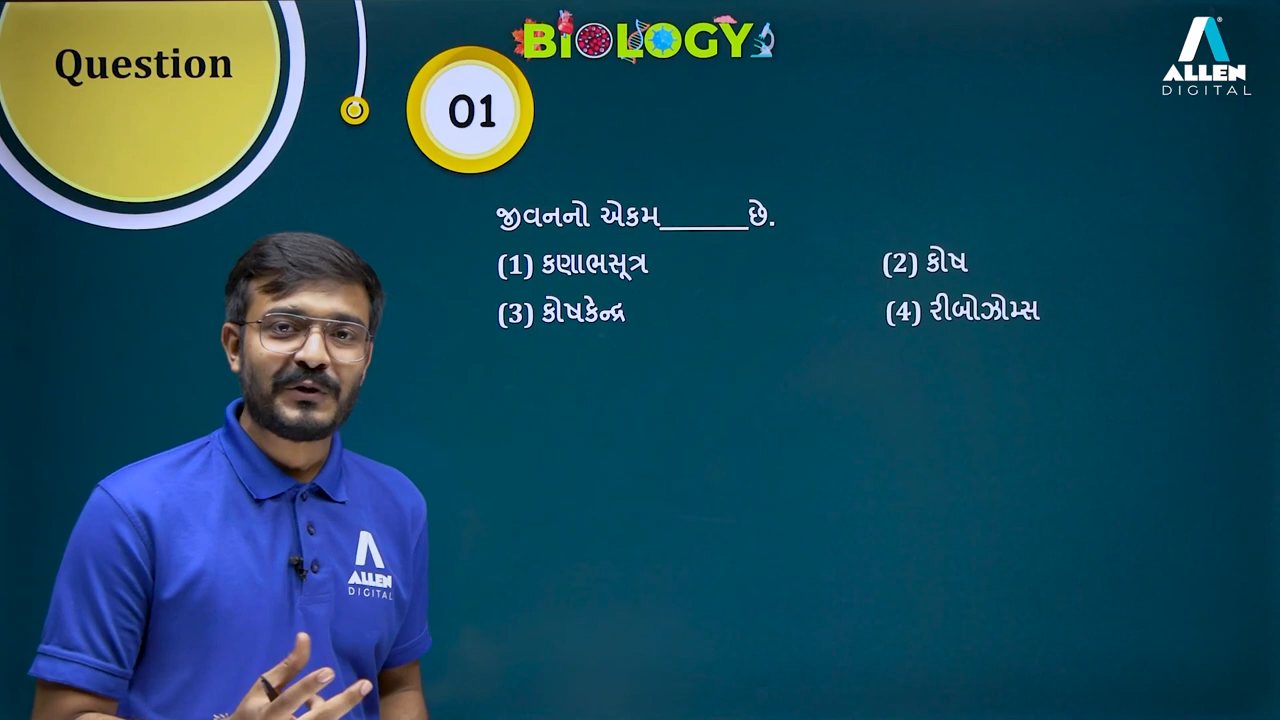 Question
01
BIOLOGY
ALLEN
DIGITAL
જીવનનો એકમ______છે.
(1) કણાભસૂત્ર
(2) કોષ
(3) કોષકેન્દ્ર
(4) રીબોઝોમ્સ
ALLEN
DIGITAL